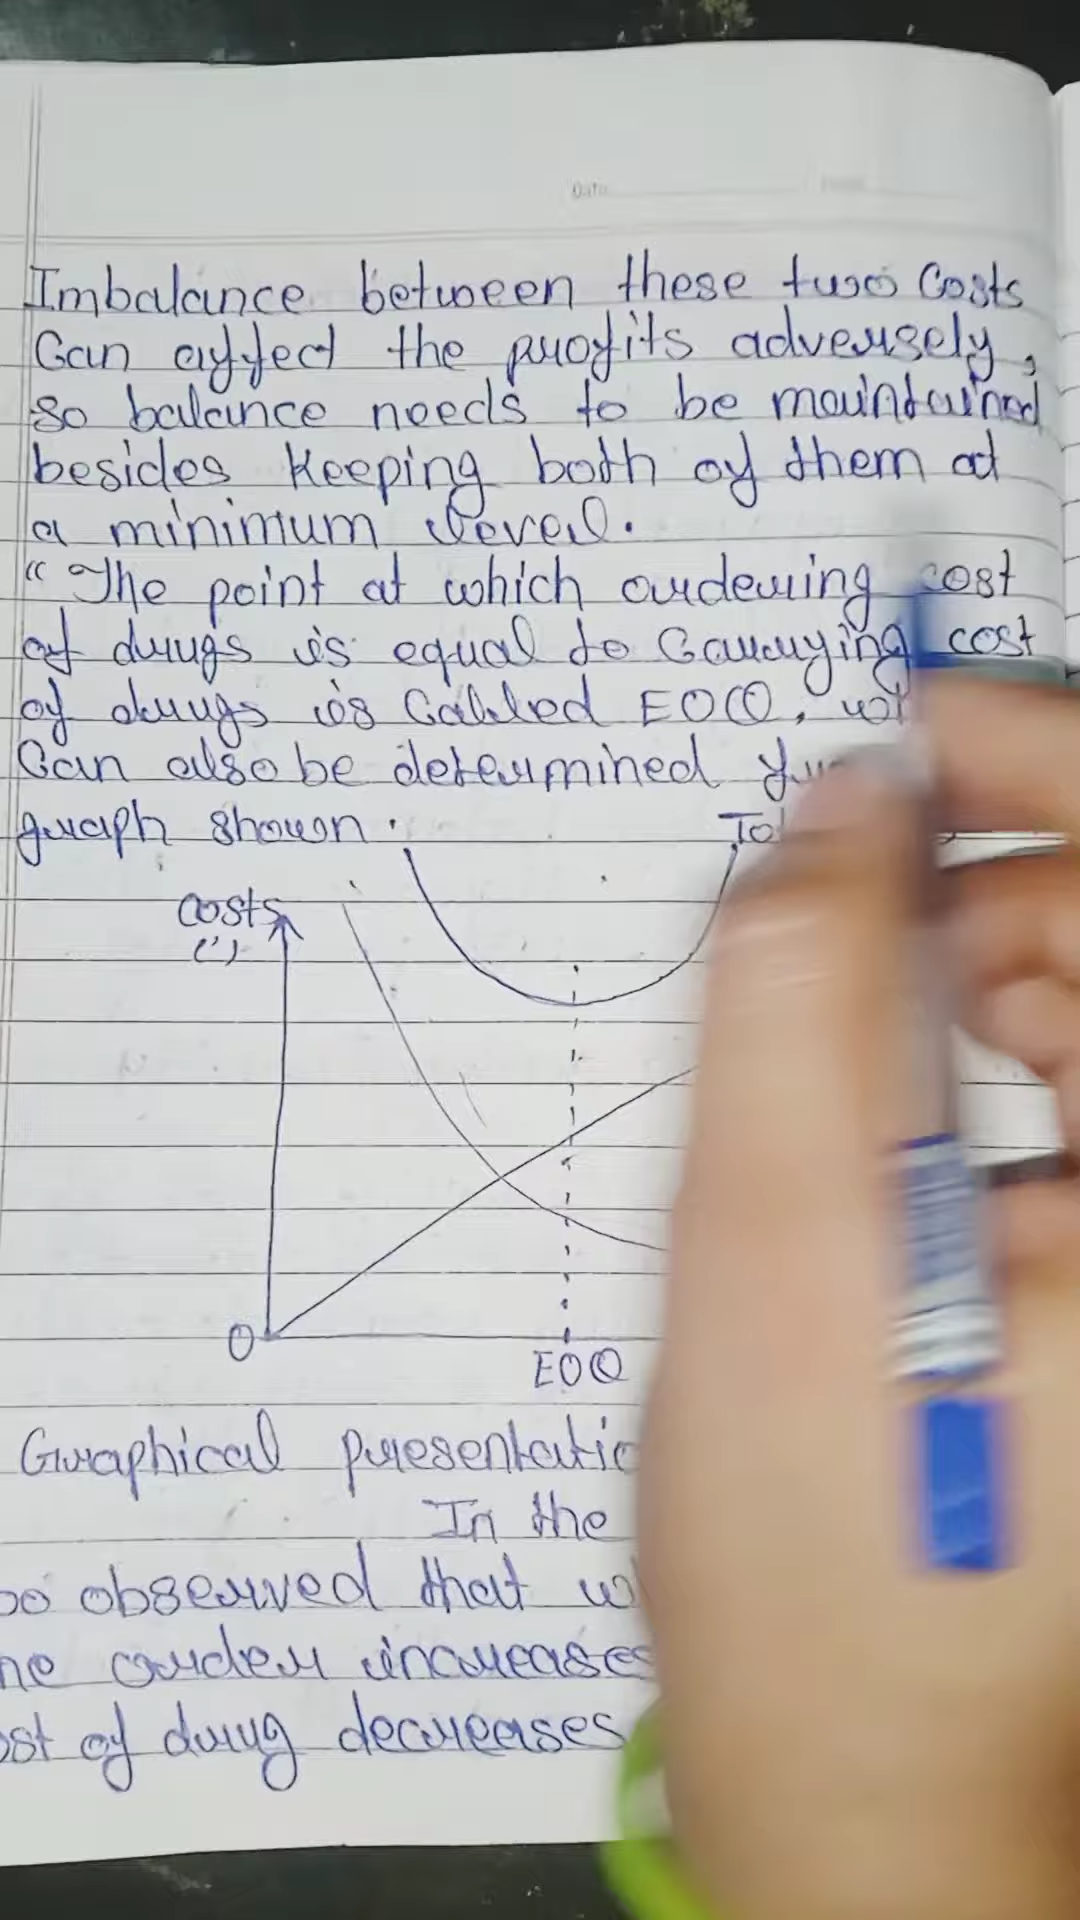 Date
Imbalance between these two Costs
Can affect the profits adversely,
so balance needs to be maintained
besides keeping both of them at
a minimum level.
"The point at which ordering cost
of drugs is equal to Carrying cost
of drugs is Called EOQ,
Can also be determined
graph shown.
Costs
(')
O
EOQ
Graphical
In the
observed that
order increases
of drug decreases